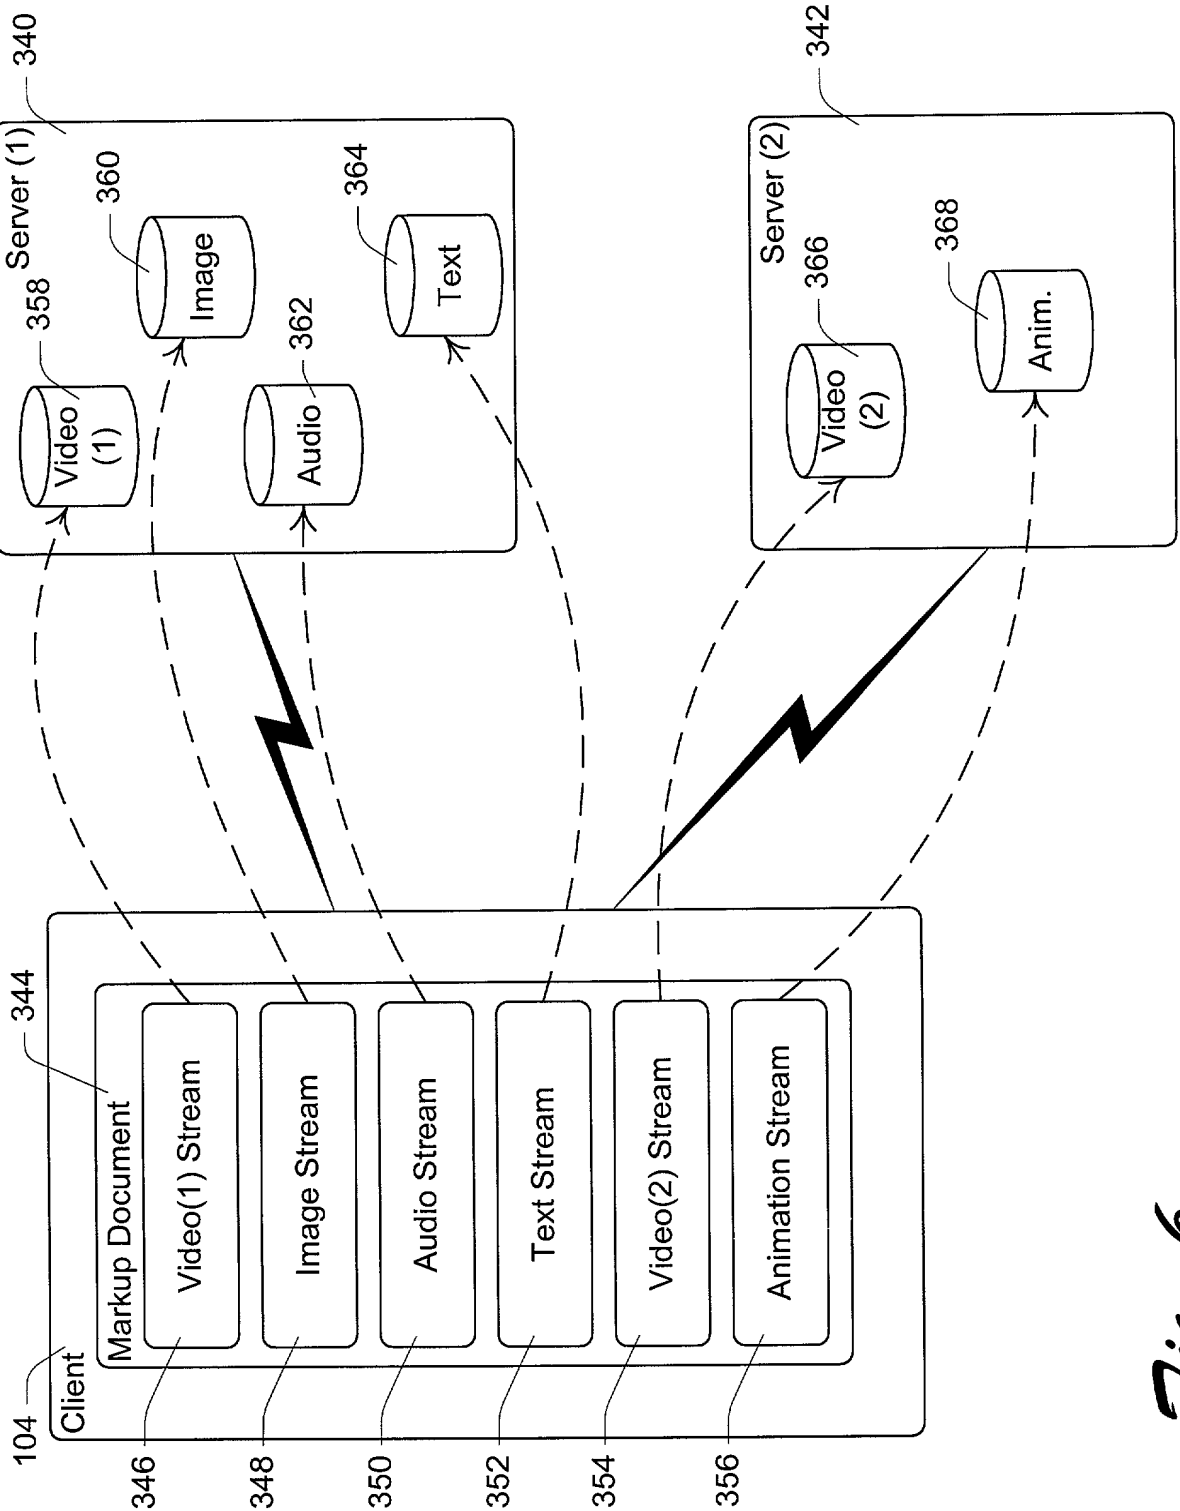 104
Client
344
Markup Document
346
Video(1) Stream
348
Image Stream
350
Audio Stream
352
Text Stream
354
Video(2) Stream
356
Animation Stream
340
Server (1)
358
Video
(1)
360
Image
362
Audio
364
Text
342
Server (2)
366
Video
(2)
368
Anim.